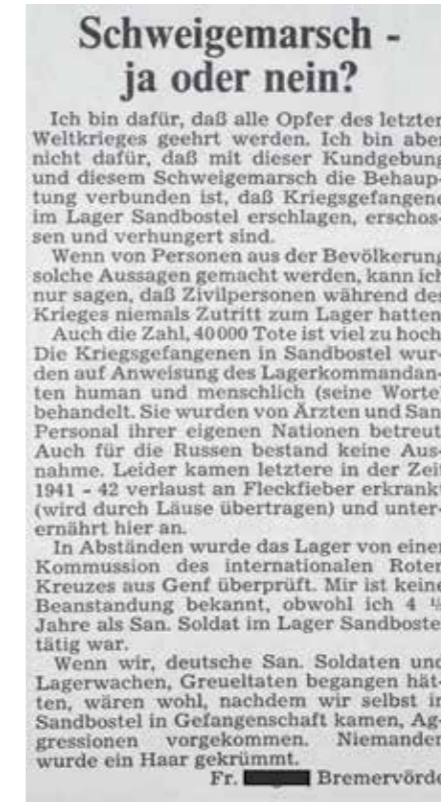 Schweigemarsch -
ja oder nein?
Ich bin dafür, daß alle Opfer des letzten
Weltkrieges geehrt werden. Ich bin aber
nicht dafür, daß mit dieser Kundgebung
und diesem Schweigemarsch die Behaup-
tung verbunden ist, daß Kriegsgefangene
im Lager Sandbostel erschlagen, erschos-
sen und verhungert sind.
Wenn von Personen aus der Bevölkerung
solche Aussagen gemacht werden, kann ich
nur sagen, daß Zivilpersonen während des
Krieges niemals Zutritt zum Lager hatten.
Auch die Zahl, 40000 Tote ist viel zu hoch.
Die Kriegsgefangenen in Sandbostel wur-
den auf Anweisung des Lagerkommandan-
ten human und menschlich (seine Worte)
behandelt. Sie wurden von Ärzten und San.
Personal ihrer eigenen Nationen betreut.
Auch für die Russen bestand keine Aus-
nahme. Leider kamen letztere in der Zeit
1941 - 42 verlaust an Fleckfieber erkrankt
(wird durch Läuse übertragen) und unter-
ernährt hier an.
In Abständen wurde das Lager von einer
Kommussion des internationalen Roten
Kreuzes aus Genf überprüft. Mir ist keine
Beanstandung bekannt, obwohl ich 4 ½
Jahre als San. Soldat im Lager Sandbostel
tätig war.
Wenn wir, deutsche San. Soldaten und
Lagerwachen, Greueltaten begangen hät-
ten, wären wohl, nachdem wir selbst in
Sandbostel in Gefangenschaft kamen, Ag-
gressionen vorgekommen. Niemanden
wurde ein Haar gekrümmt.
Fr. Bremervörde